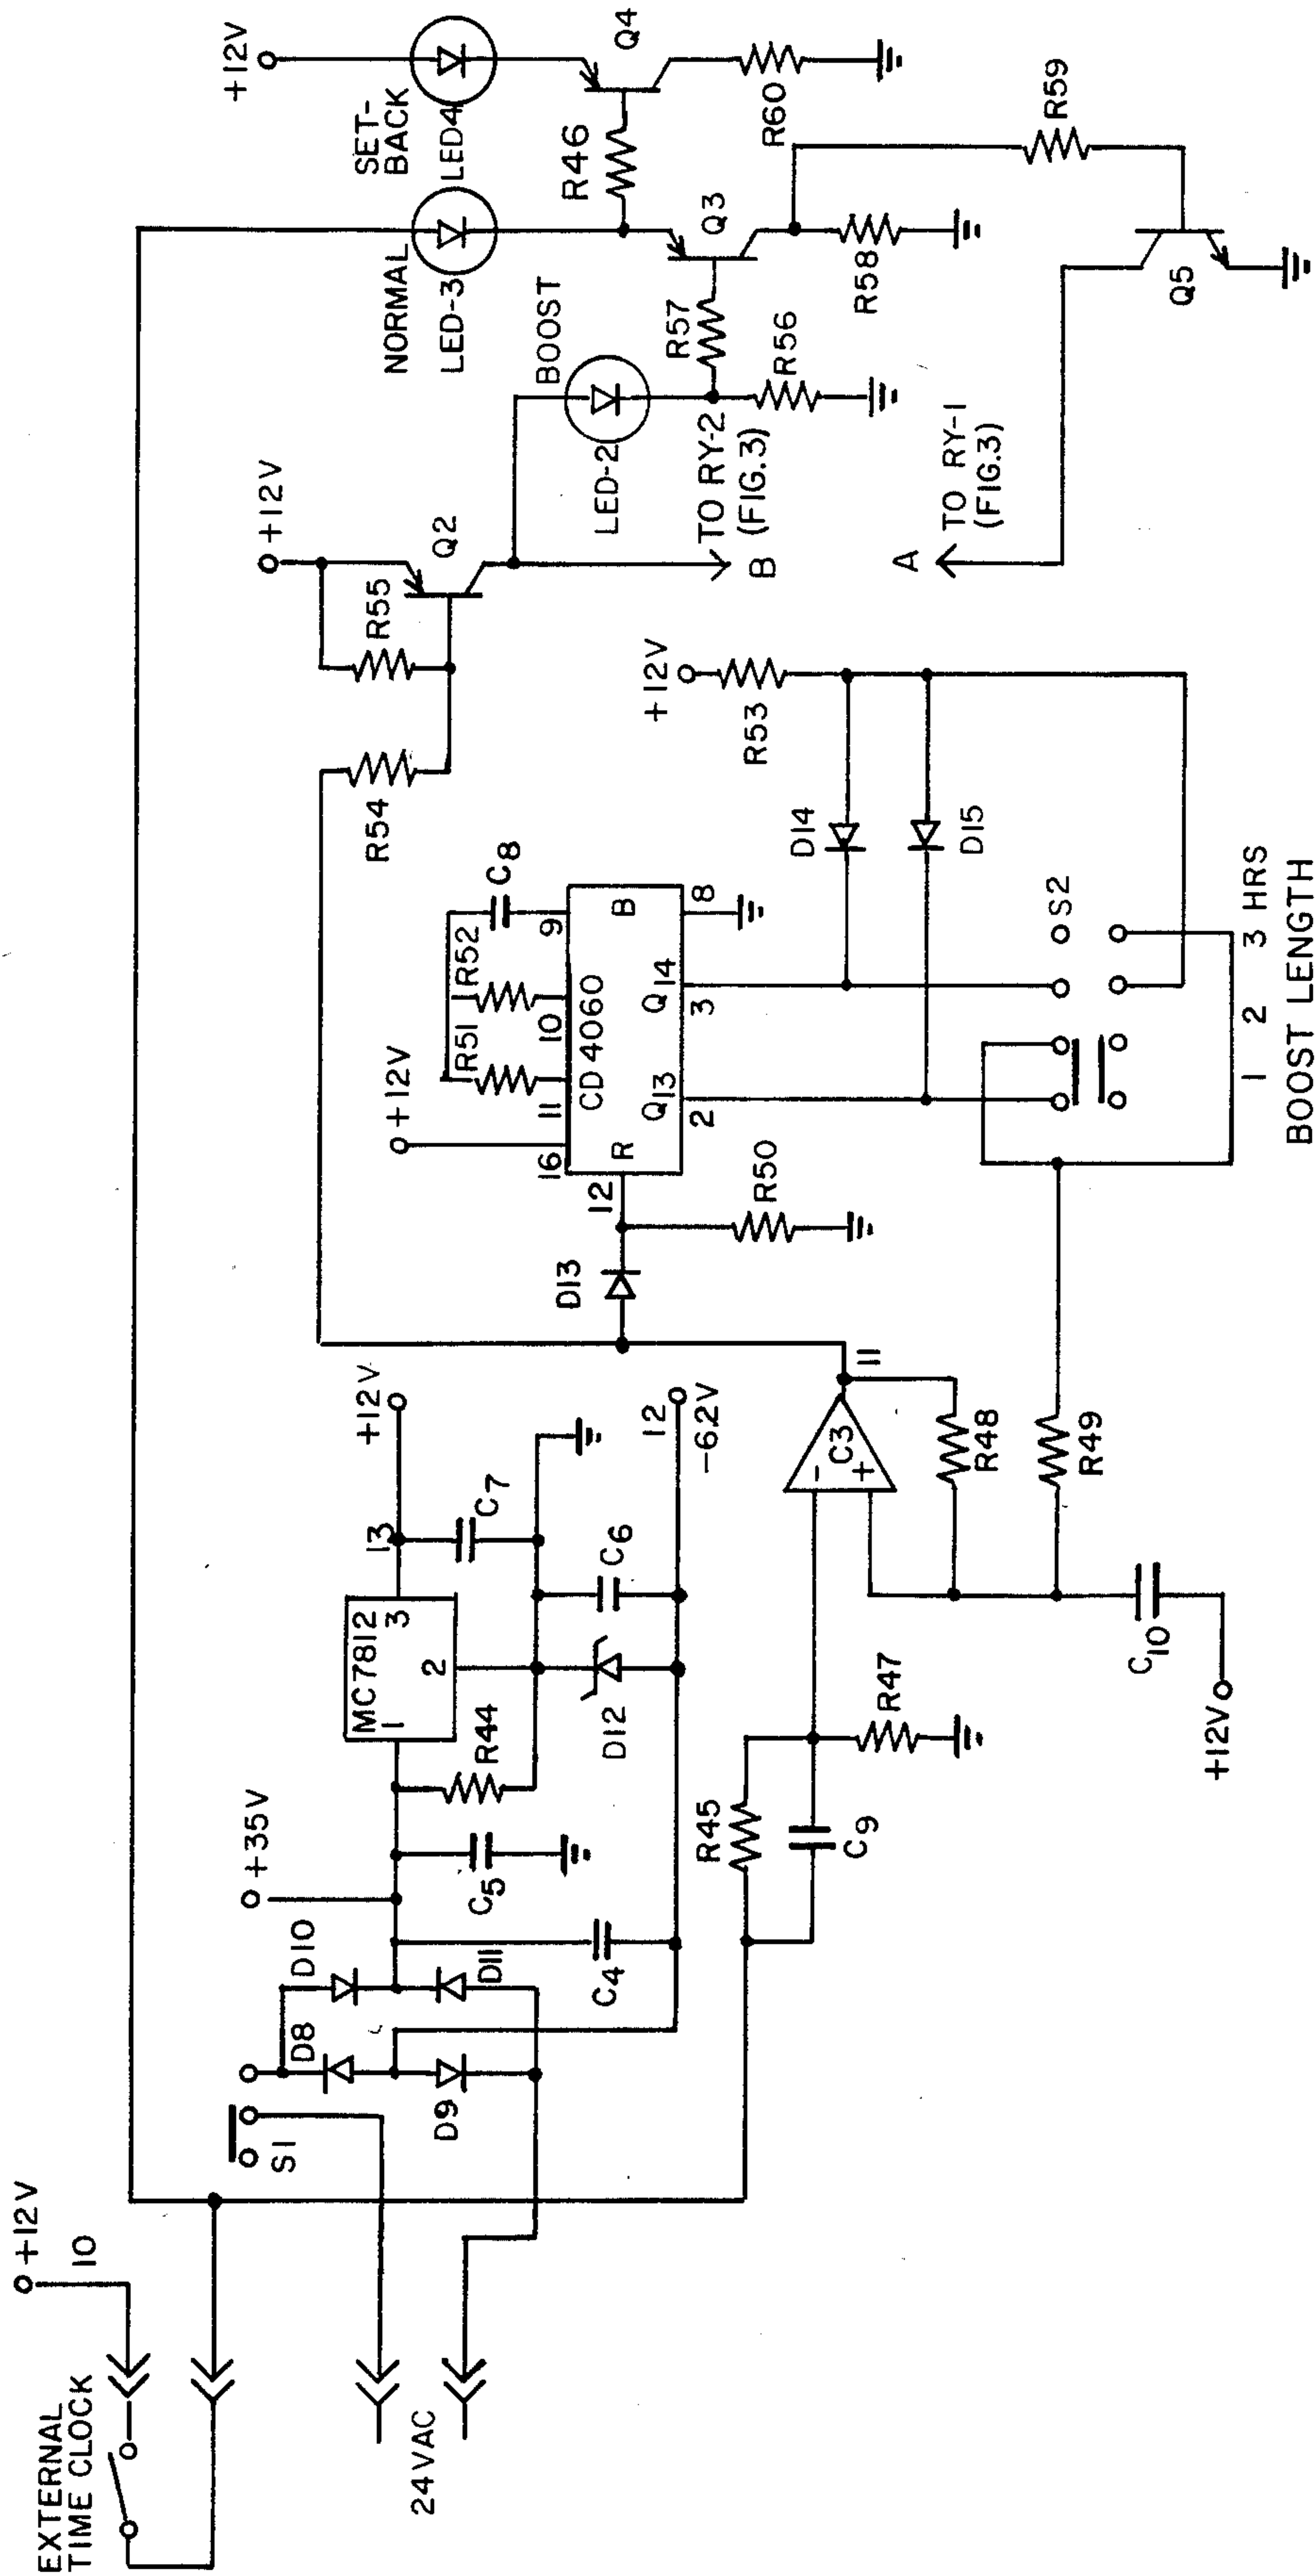 EXTERNAL
TIME CLOCK
+12V
10
24VAC
S1
D8
D9
D10
D11
+35V
C4
C5
R44
MC7812
1
2
3
13
+12V
C7
C6
D12
12
-6.2V
R45
C9
R47
C3
-
+
11
R48
R49
C10
+12V
D13
12
R50
+12V
16
11
10
9
R51
R52
C8
R
CD4060
B
Q13
Q14
2
3
8
S2
1 2 3 HRS
BOOST LENGTH
D14
D15
+12V
R53
R54
R55
+12V
Q2
B
TO RY-2
(FIG.3)
A
TO RY-1
(FIG.3)
BOOST
LED-2
R56
R57
NORMAL
LED-3
Q3
R58
SET-
BACK
LED4
+12V
R46
Q4
R60
R59
Q5